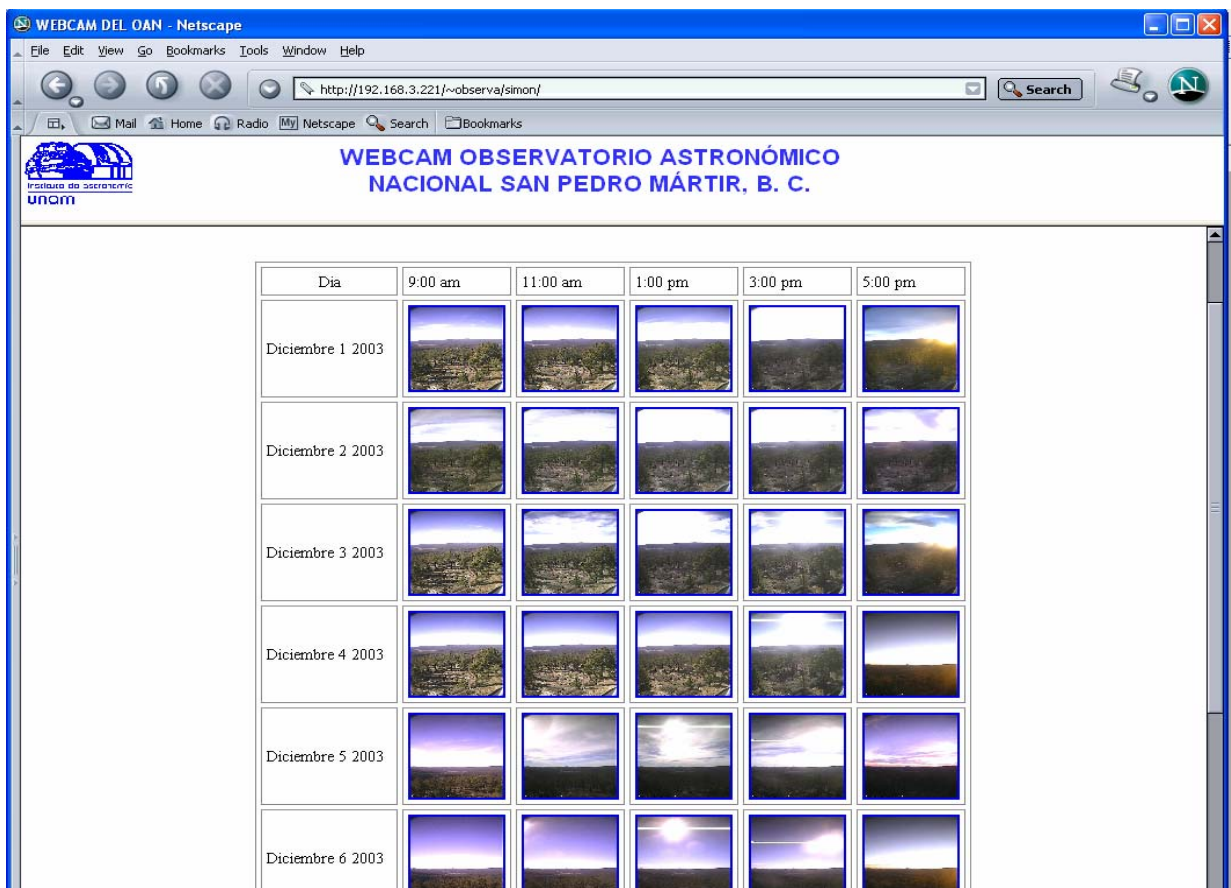 WEBCAM DEL OAN - Netscape
File Edit View Go Bookmarks Tools Window Help
http://192.168.3.221/~observa/simon/ Search
Mail Home Radio My Netscape Search Bookmarks
WEBCAM OBSERVATORIO ASTRONÓMICO
NACIONAL SAN PEDRO MÁRTIR, B. C.
unam
Dia 9:00 am 11:00 am 1:00 pm 3:00 pm 5:00 pm
Diciembre 1 2003
Diciembre 2 2003
Diciembre 3 2003
Diciembre 4 2003
Diciembre 5 2003
Diciembre 6 2003